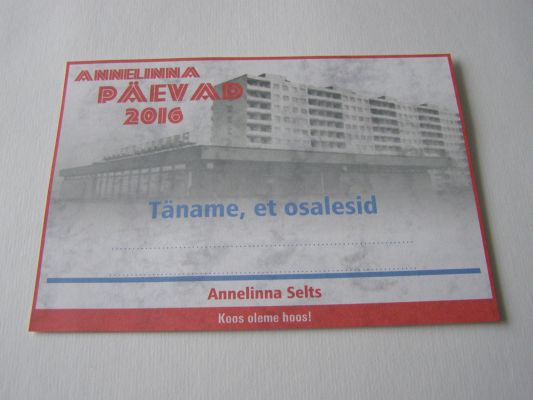 ANNELINNA
PÄEVAD
2016
Täname, et osalesid
Annelinna Selts
Koos oleme hoos!